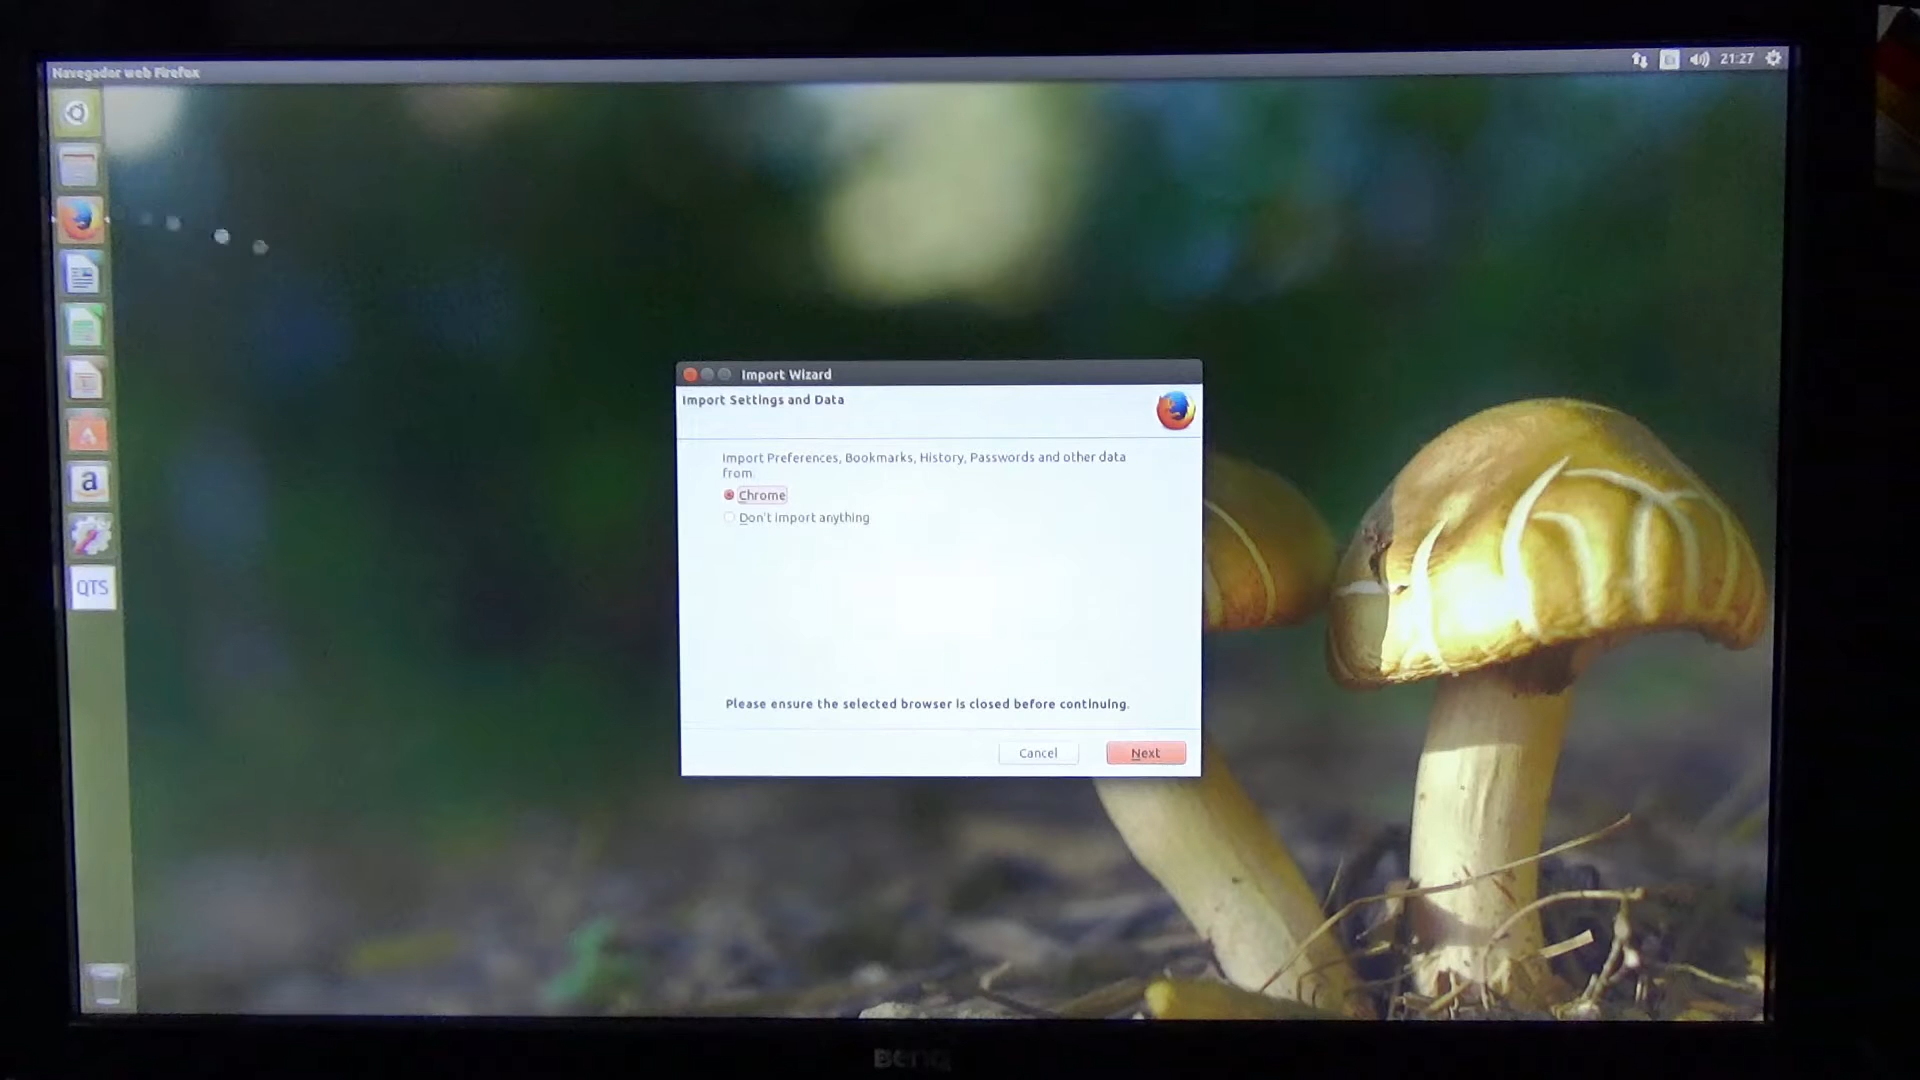 Navegador web Firefox
21:27
Import Wizard
Import Settings and Data
Import Preferences, Bookmarks, History, Passwords and other data
from:
Chrome
Don't import anything
a
QTS
Please ensure the selected browser is closed before continuing.
Cancel
Next
BenQ